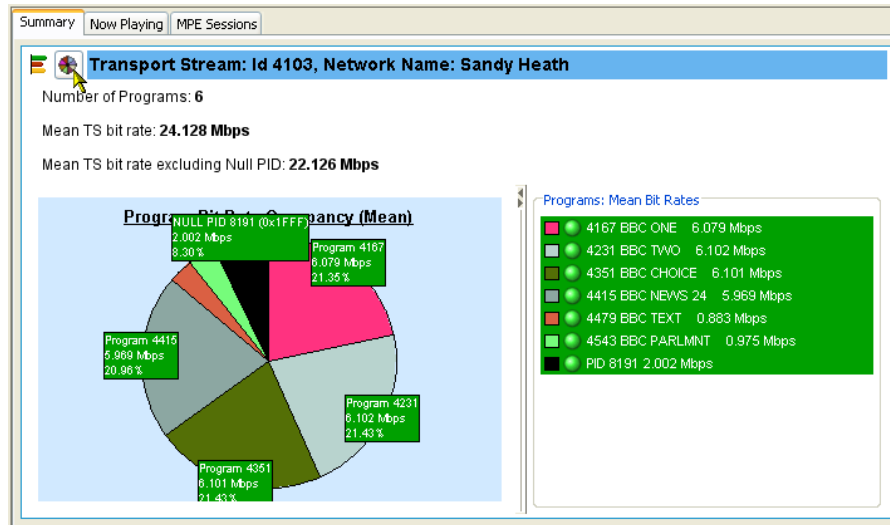 Summary
Now Playing
MPE Sessions
Transport Stream: Id 4103, Network Name: Sandy Heath
Number of Programs: 6
Mean TS bit rate: 24.128 Mbps
Mean TS bit rate excluding Null PID: 22.126 Mbps
Progra Bit Rate Occupancy (Mean)
NULL PID 8191 (0x1FFF)
2.002 Mbps
8.30%
Program 4167
6.079 Mbps
21.35%
Program 4415
5.969 Mbps
20.96%
Program 4231
6.102 Mbps
21.43%
Program 4351
6.101 Mbps
21.43%
Programs: Mean Bit Rates
4167 BBC ONE 6.079 Mbps
4231 BBC TWO 6.102 Mbps
4351 BBC CHOICE 6.101 Mbps
4415 BBC NEWS 24 5.969 Mbps
4479 BBC TEXT 0.883 Mbps
4543 BBC PARLMNT 0.975 Mbps
PID 8191 2.002 Mbps